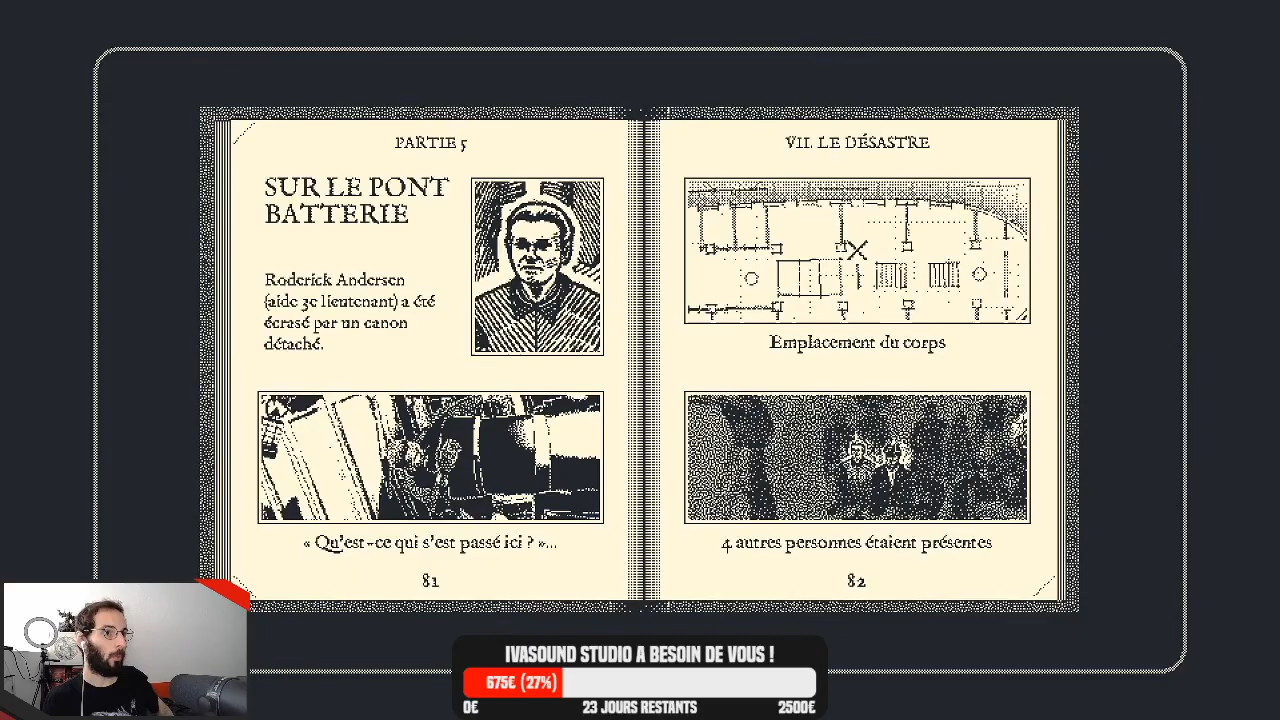 PARTIE 5
SUR LE PONT
BATTERIE
Roderick Andersen
(aide 3e lieutenant) a été
écrasé par un canon
détaché.
« Qu'est-ce qui s'est passé ici ? »...
81
VII. LE DÉSASTRE
Emplacement du corps
4 autres personnes étaient présentes
82
IVASOUND STUDIO A BESOIN DE VOUS !
675€ (27%)
0€ 23 JOURS RESTANTS 2500€